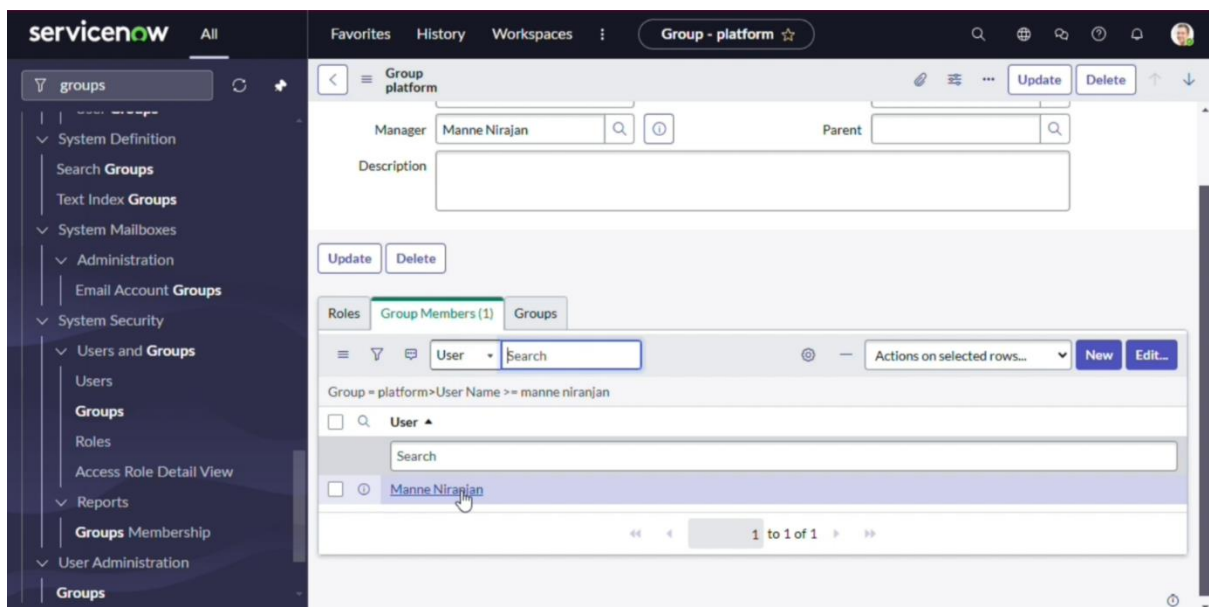 servicenow All Favorites History Workspaces Group - platform
groups
Group
platform
Update Delete
System Definition
Search Groups
Text Index Groups
System Mailboxes
Administration
Email Account Groups
System Security
Users and Groups
Users
Groups
Roles
Access Role Detail View
Reports
Groups Membership
User Administration
Groups
Manager Manne Nirajan Parent
Description
Update Delete
Roles Group Members (1) Groups
User Search Actions on selected rows... New Edit...
Group = platform>User Name >= manne niranjan
User
Search
Manne Niranjan
1 to 1 of 1